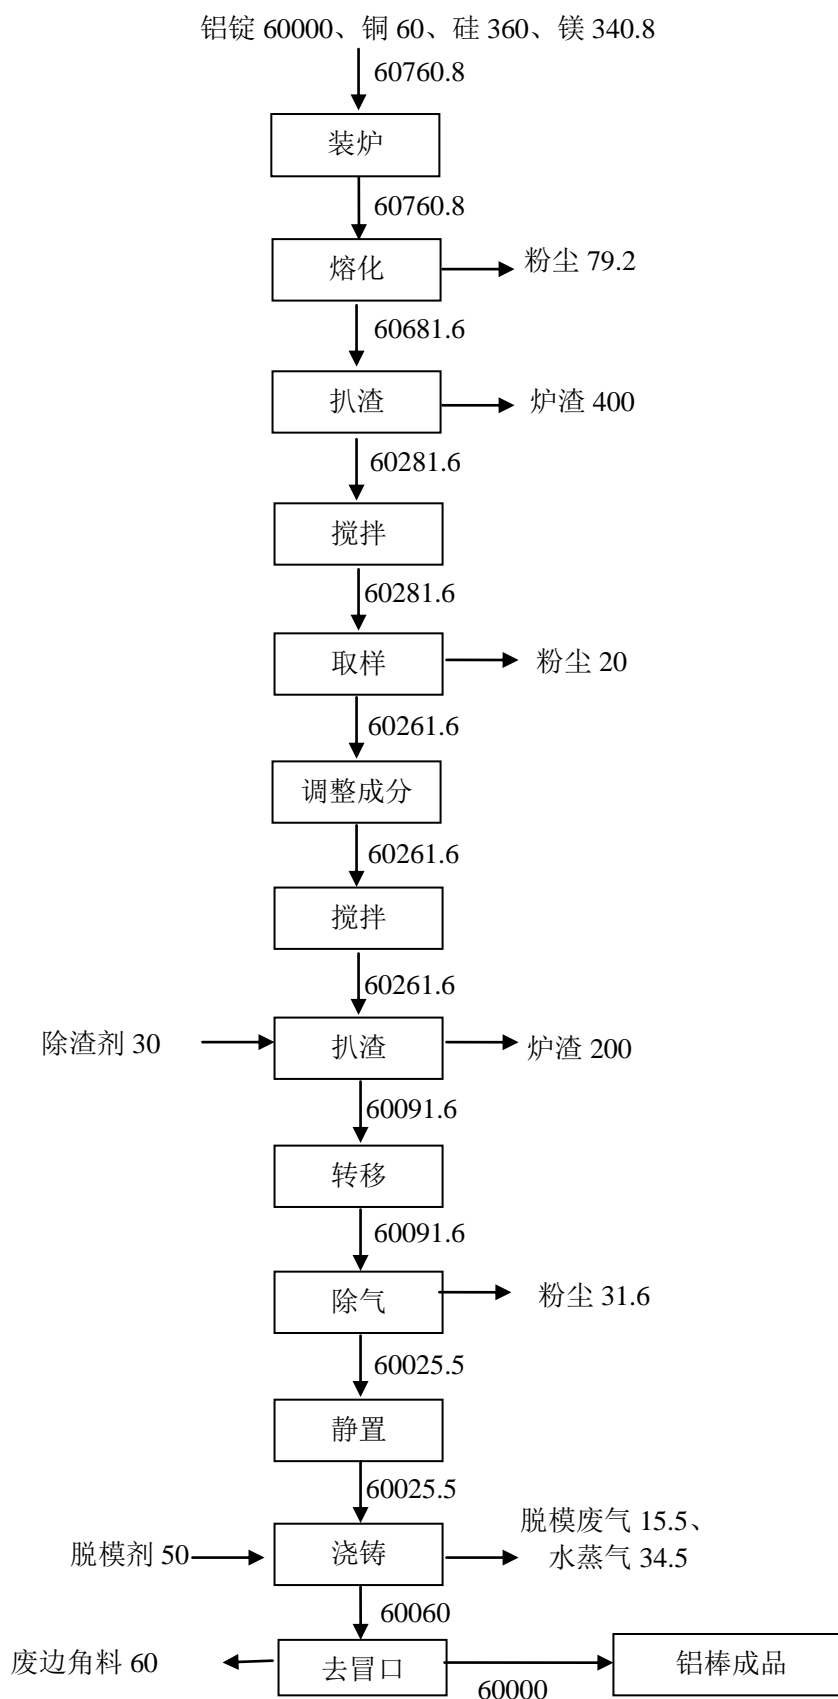 铝锭 60000、铜 60、硅 360、镁 340.8
60760.8
装炉
60760.8
熔化
粉尘 79.2
60681.6
扒渣
炉渣 400
60281.6
搅拌
60281.6
取样
粉尘 20
60261.6
调整成分
60261.6
搅拌
60261.6
除渣剂 30
扒渣
炉渣 200
60091.6
转移
60091.6
除气
粉尘 31.6
60025.5
静置
60025.5
脱模剂 50
浇铸
脱模废气 15.5、
水蒸气 34.5
60060
废边角料 60
去冒口
60000
铝棒成品